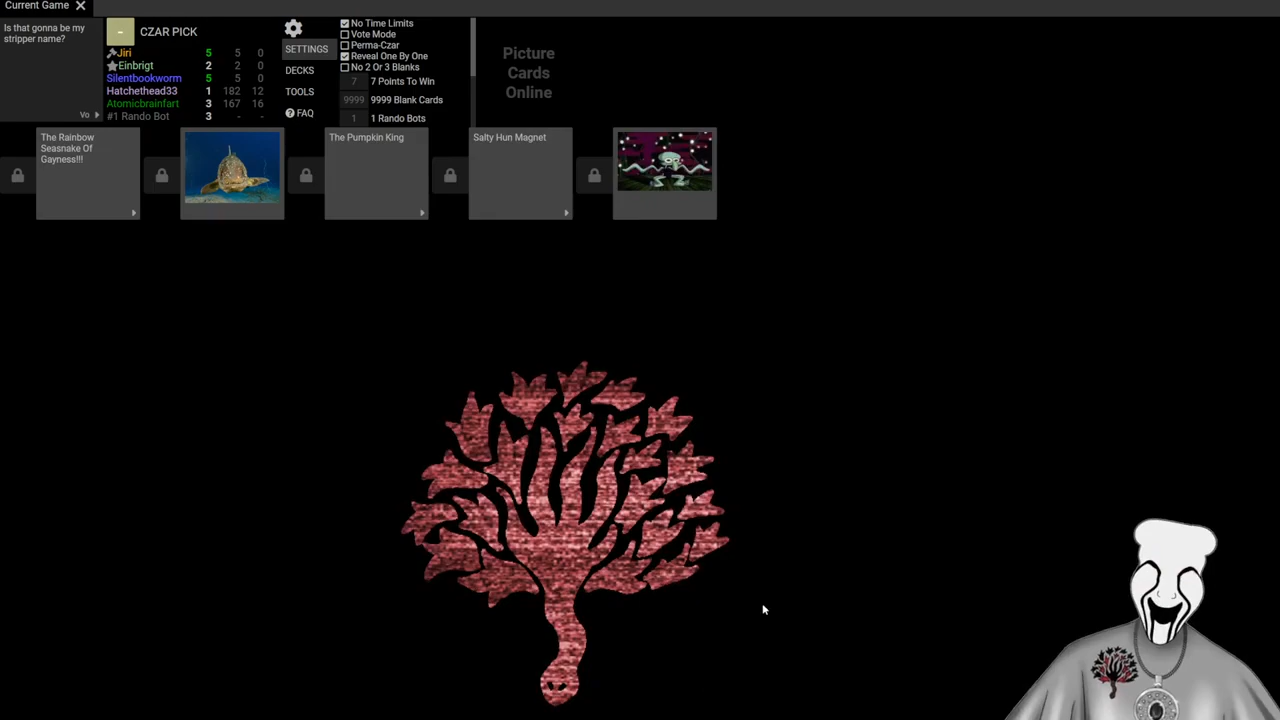 Current Game
Is that gonna be my
stripper name?
Vo
-
CZAR PICK
Jiri 5 5 0
Einbrigt 2 2 0
Silentbookworm 5 5 0
Hatchethead33 1 182 12
Atomicbrainfart 3 167 16
#1 Rando Bot 3 - -
SETTINGS
DECKS
TOOLS
FAQ
No Time Limits
Vote Mode
Perma-Czar
Reveal One By One
No 2 Or 3 Blanks
7 7 Points To Win
9999 9999 Blank Cards
1 1 Rando Bots
Picture
Cards
Online
The Rainbow
Seasnake Of
Gayness!!!
The Pumpkin King
Salty Hun Magnet